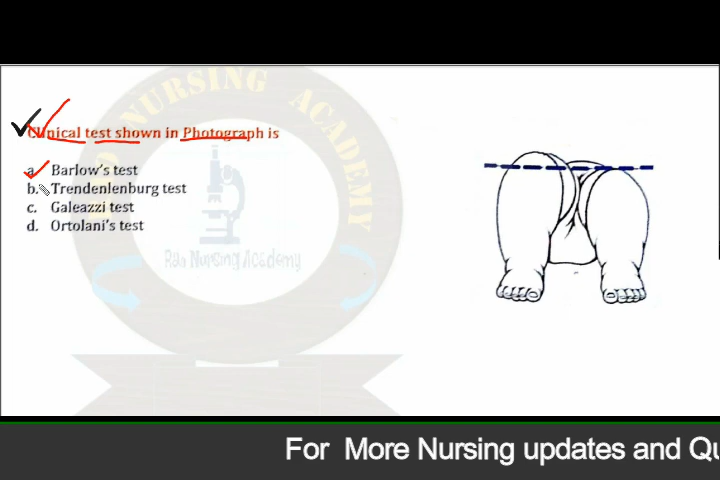 NURSING ACADEMY
Clinical test shown in Photograph is
a. Barlow's test
b. Trendenlenburg test
c. Galeazzi test
d. Ortolani's test
Rao Nursing Academy
For More Nursing updates and Qu